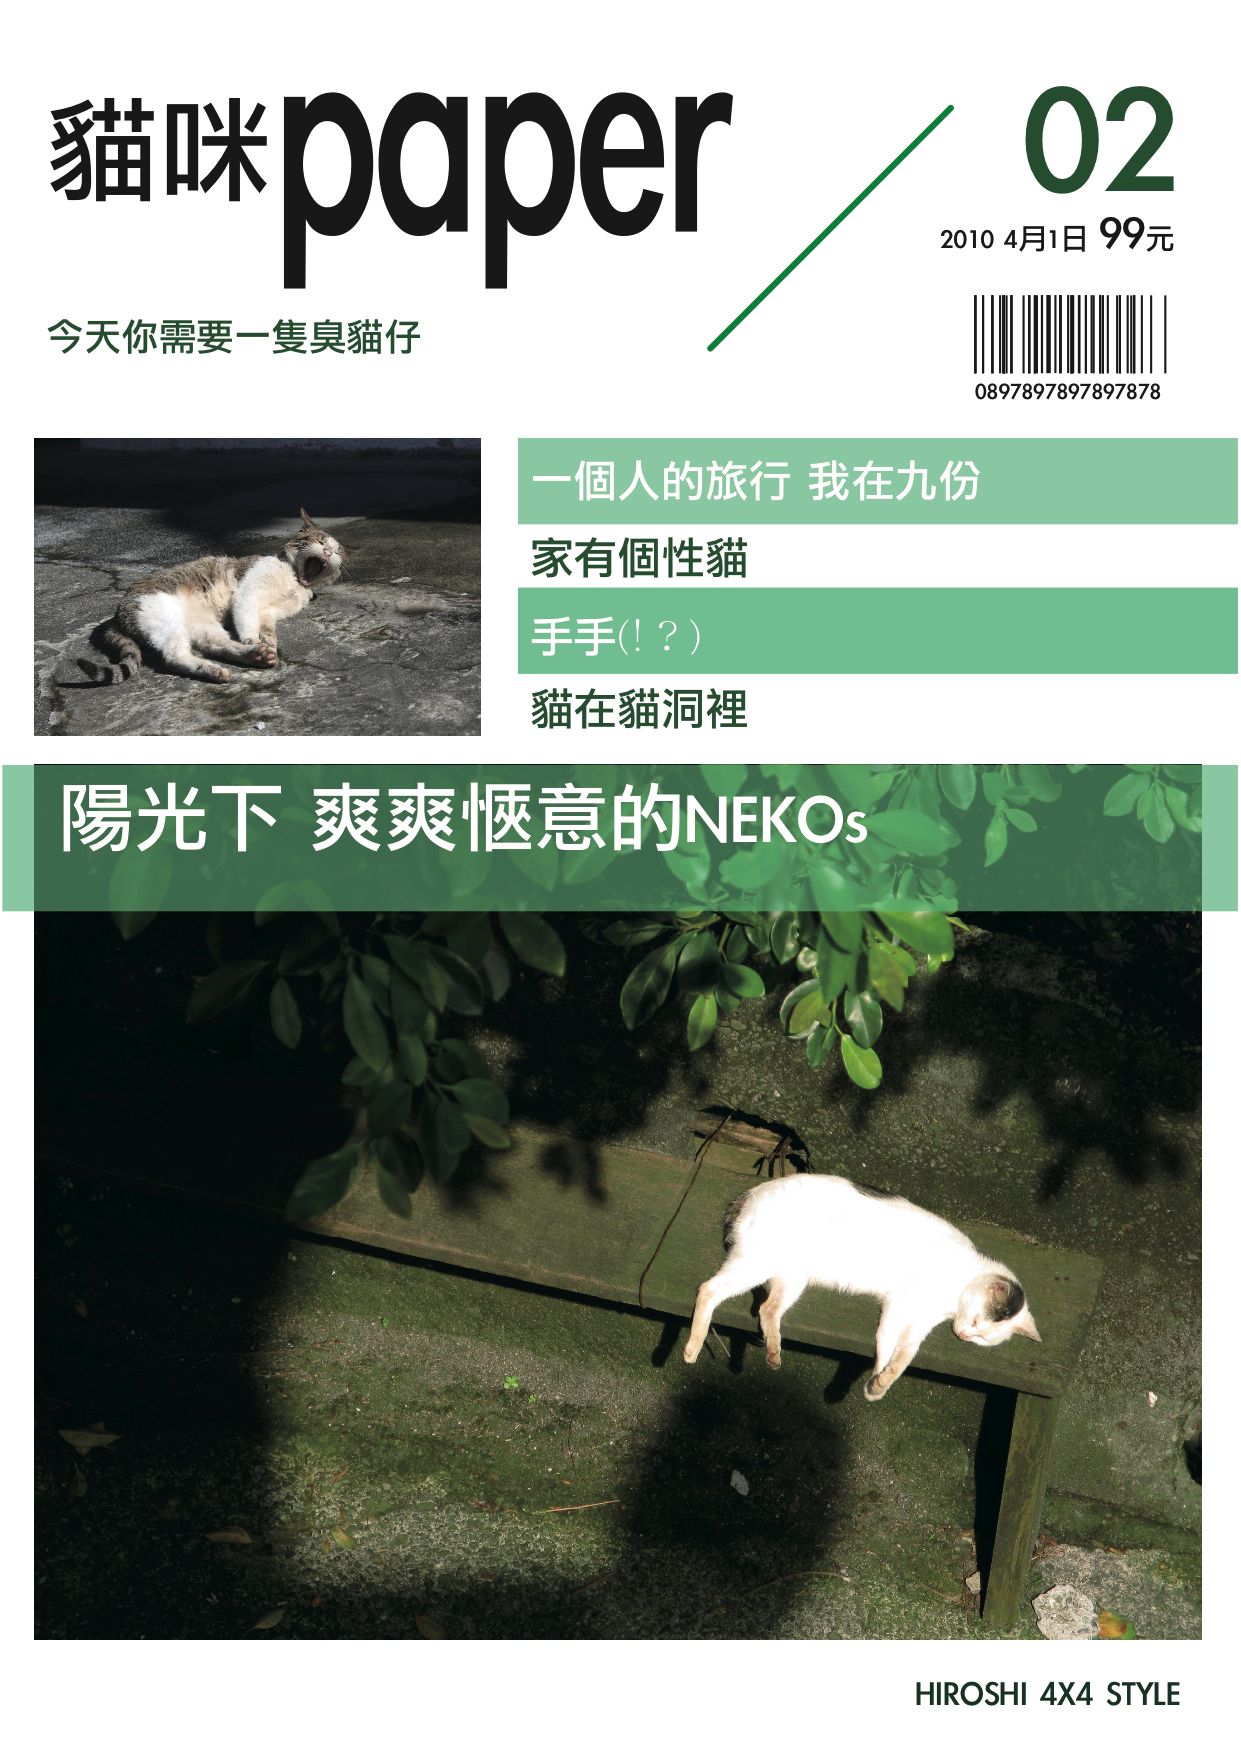 貓咪paper
02
2010 4月1日 99元
今天你需要一隻臭貓仔
0897897897897878
一個人的旅行 我在九份
家有個性貓
手手(!？)
貓在貓洞裡
陽光下 爽爽愜意的NEKOs
HIROSHI 4X4 STYLE